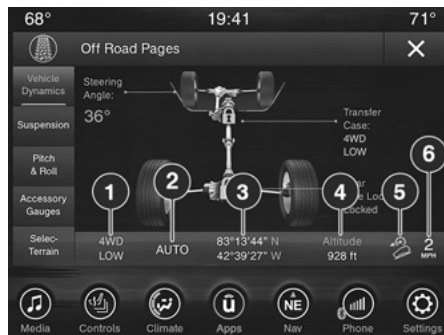 68° 19:41 71°
Off Road Pages
Vehicle
Dynamics
Suspension
Pitch
& Roll
Accessory
Gauges
Selec-
Terrain
Steering
Angle:
36°
Transfer
Case:
4WD
LOW
Locked
1 2 3 4 5 6
4WD
LOW
AUTO
83°13'44" N
42°39'27" W
Altitude
928 ft
2
MPH
Media Controls Climate Apps Nav Phone Settings
û
NE